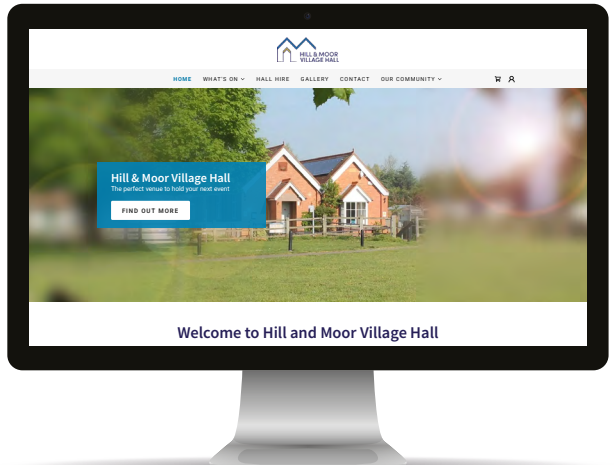 HILL & MOOR
VILLAGE HALL
HOME WHAT'S ON HALL HIRE GALLERY CONTACT OUR COMMUNITY
Hill & Moor Village Hall
The perfect venue to hold your next event
FIND OUT MORE
Welcome to Hill and Moor Village Hall